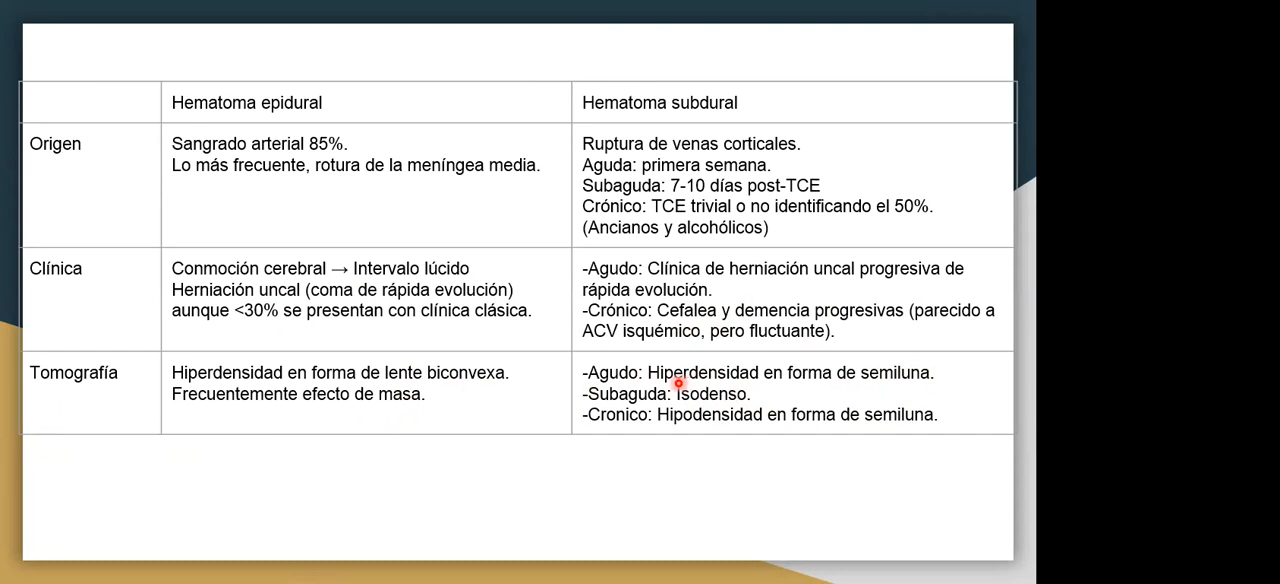 Hematoma epidural
Hematoma subdural
Origen
Sangrado arterial 85%.
Lo más frecuente, rotura de la meníngea media.
Ruptura de venas corticales.
Aguda: primera semana.
Subaguda: 7-10 días post-TCE
Crónico: TCE trivial o no identificando el 50%.
(Ancianos y alcohólicos)
Clínica
Conmoción cerebral → Intervalo lúcido
Herniación uncal (coma de rápida evolución)
aunque <30% se presentan con clínica clásica.
-Agudo: Clínica de herniación uncal progresiva de
rápida evolución.
-Crónico: Cefalea y demencia progresivas (parecido a
ACV isquémico, pero fluctuante).
Tomografía
Hiperdensidad en forma de lente biconvexa.
Frecuentemente efecto de masa.
-Agudo: Hiperdensidad en forma de semiluna.
-Subaguda: Isodenso.
-Cronico: Hipodensidad en forma de semiluna.